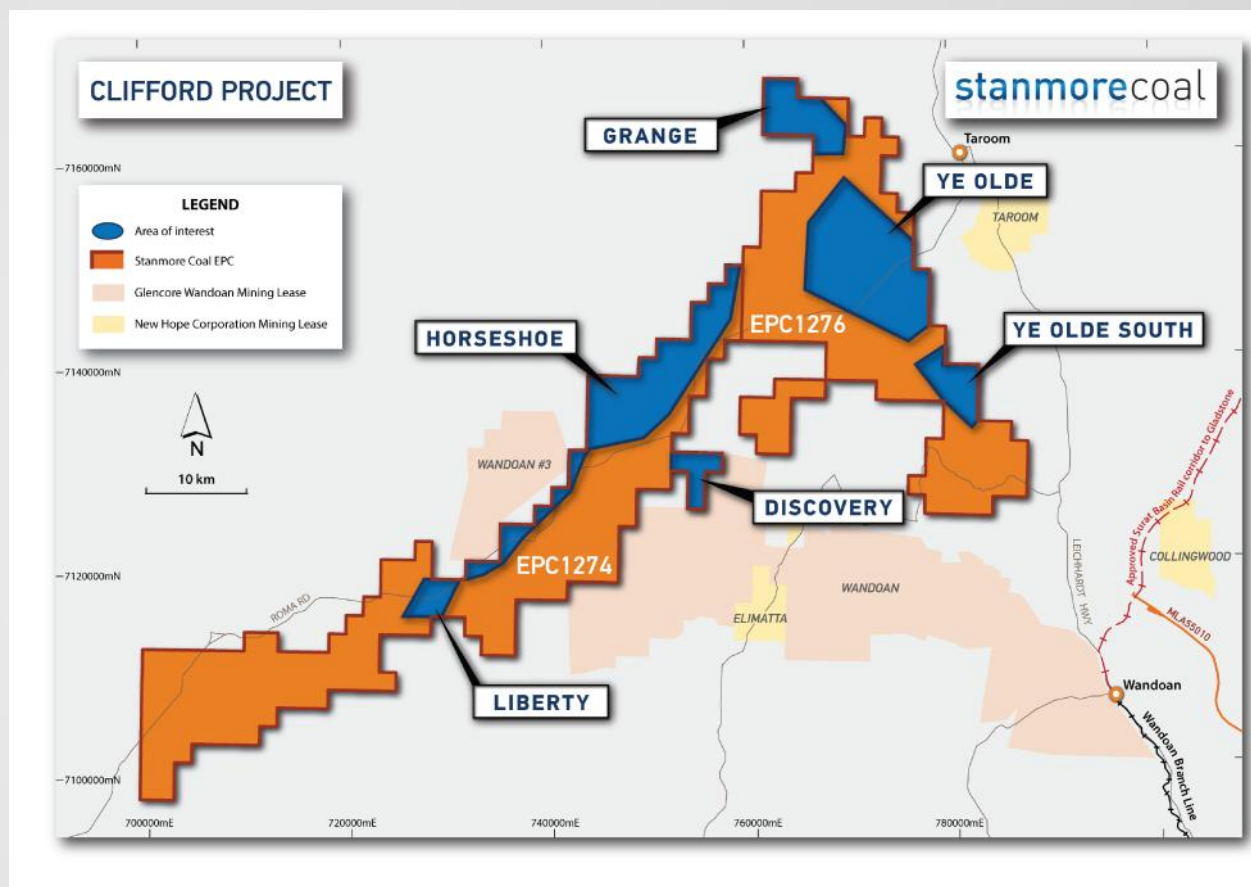 CLIFFORD PROJECT
stanmorecoal
GRANGE
Taroom
7160000mN
YE OLDE
LEGEND
Area of interest
Stanmore Coal EPC
Glencore Wandoan Mining Lease
New Hope Corporation Mining Lease
TAROOM
HORSESHOE
EPC1276
YE OLDE SOUTH
7140000mN
N
10 km
WANDOAN #3
DISCOVERY
Approved Surat Basin Rail corridor to Gladstone
EPC1274
LEICHHARDT HWY
COLLINGWOOD
7120000mN
ROMA RD
WANDOAN
ELIMATTA
MLA55010
LIBERTY
Wandoan
Wandoan Branch Line
7100000mN
700000mE
720000mE
740000mE
760000mE
780000mE